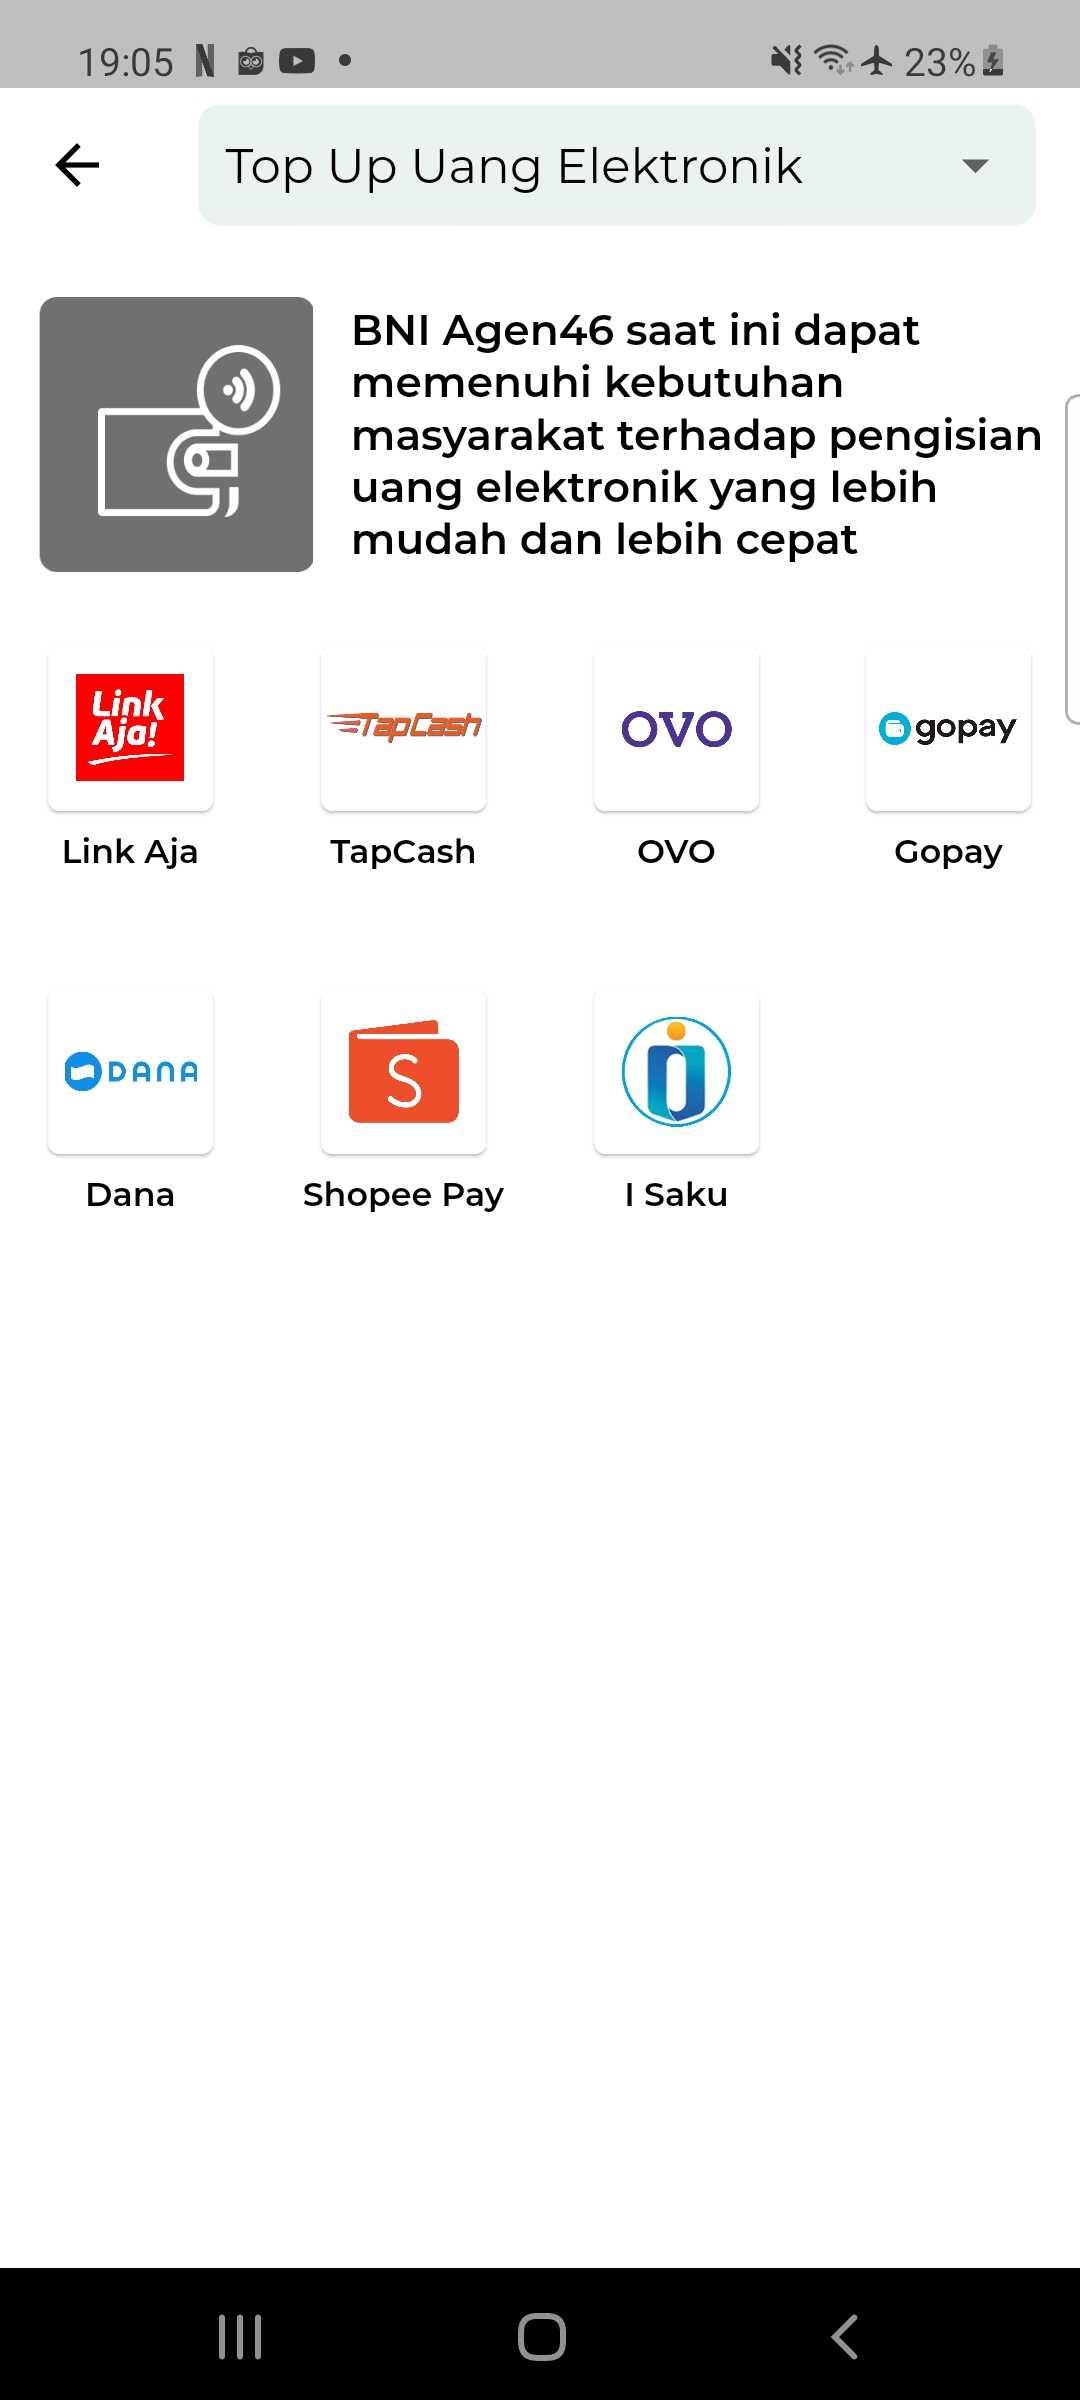 19:05
23%
Top Up Uang Elektronik
BNI Agen46 saat ini dapat
memenuhi kebutuhan
masyarakat terhadap pengisian
uang elektronik yang lebih
mudah dan lebih cepat
Link
Aja!
TapCash
OVO
gopay
Link Aja
TapCash
OVO
Gopay
DANA
S
Dana
Shopee Pay
I Saku